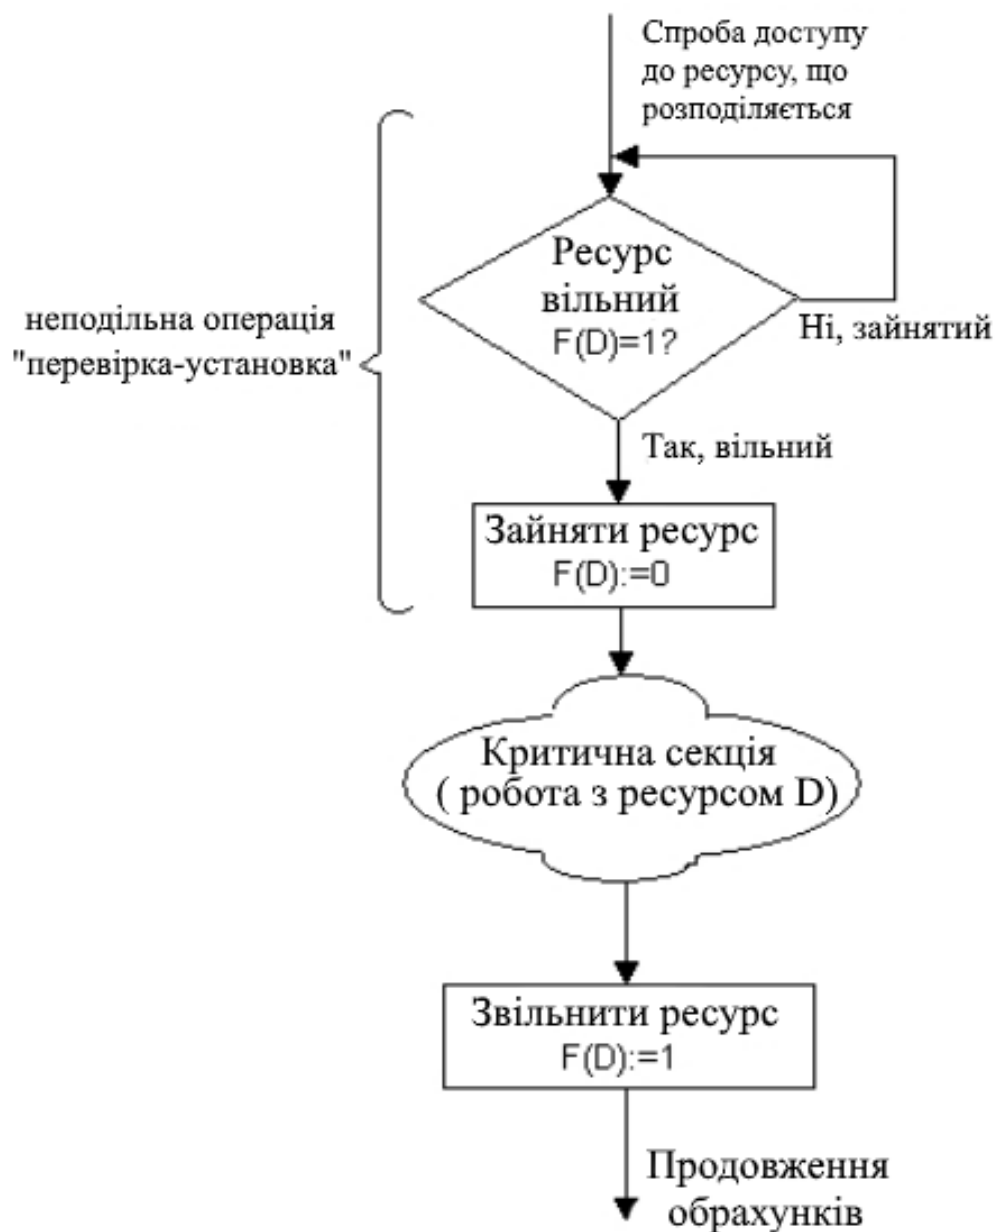 Спроба доступу
до ресурсу, що
розподіляється
Ресурс
вільний
F(D)=1?
Ні, зайнятий
неподільна операція
"перевірка-установка"
Так, вільний
Зайняти ресурс
F(D):=0
Критична секція
( робота з ресурсом D)
Звільнити ресурс
F(D):=1
Продовження
обрахунків